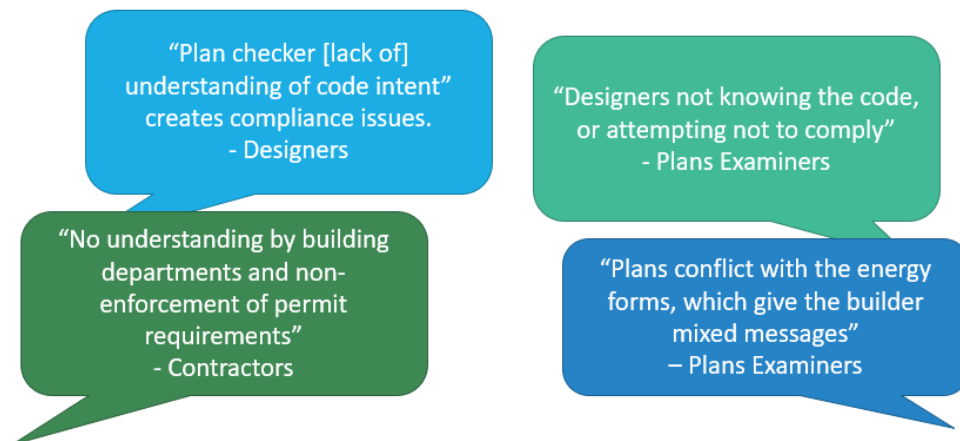 “Plan checker [lack of]
understanding of code intent”
creates compliance issues.
- Designers
“No understanding by building
departments and non-
enforcement of permit
requirements”
- Contractors
“Designers not knowing the code,
or attempting not to comply”
- Plans Examiners
“Plans conflict with the energy
forms, which give the builder
mixed messages”
– Plans Examiners